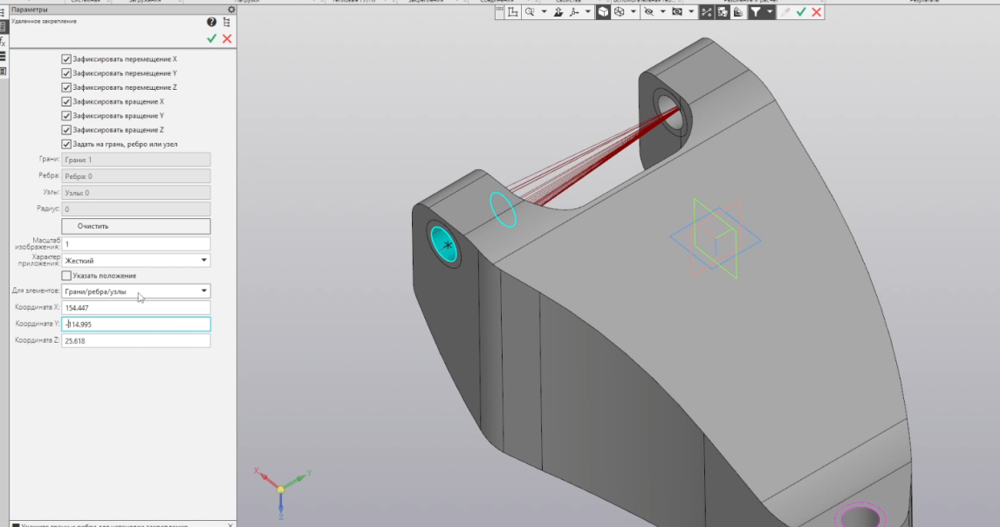 Параметры
Удаленное закрепление
Зафиксировать перемещение X
Зафиксировать перемещение Y
Зафиксировать перемещение Z
Зафиксировать вращение X
Зафиксировать вращение Y
Зафиксировать вращение Z
Задать на грань, ребро или узел
Грани: Грани: 1
Ребра: Ребра: 0
Узлы: Узлы: 0
Радиус: 0
Очистить
Масштаб изображения: 1
Характер приложения: Жесткий
Указать положение
Для элементов: Грани/ребра/узлы
Координата X: 154.447
Координата Y: -114.995
Координата Z: 25.618
X
Y
Z